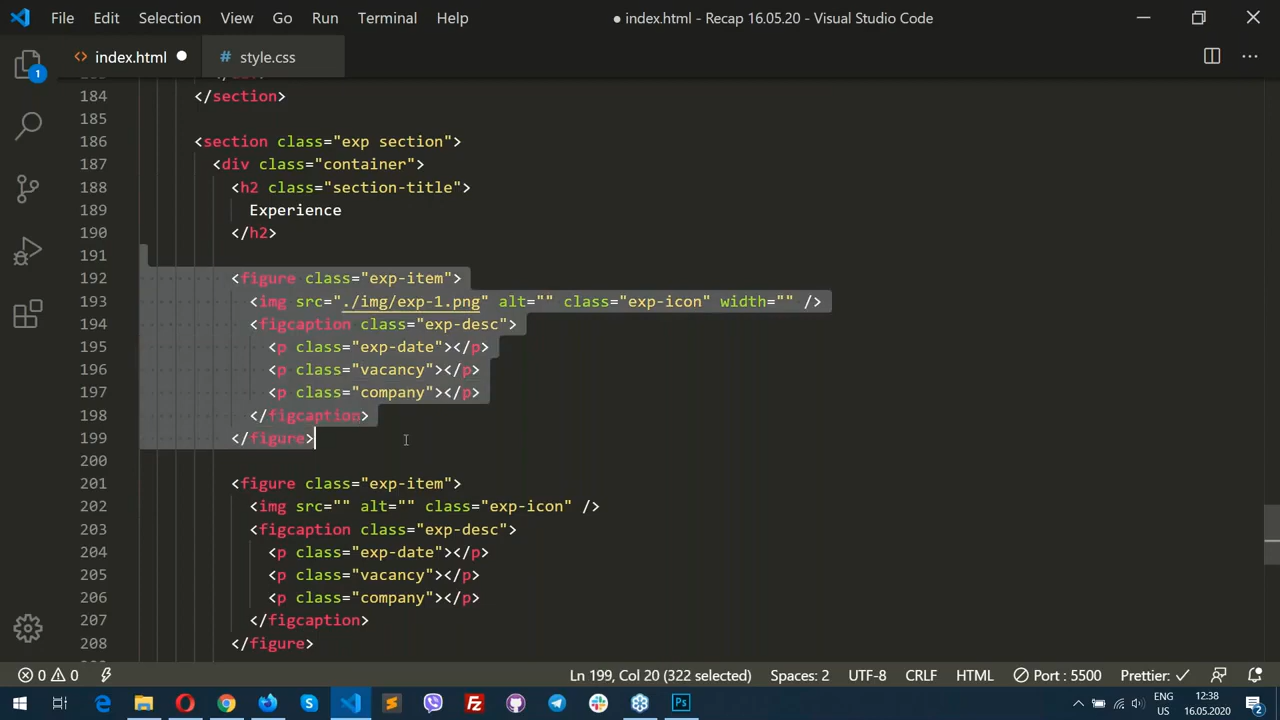 File Edit Selection View Go Run Terminal Help
● index.html - Recap 16.05.20 - Visual Studio Code
<> index.html ●
# style.css
1
184 </section>
185
186 <section class="exp section">
187 <div class="container">
188 <h2 class="section-title">
189 Experience
190 </h2>
191
192 <figure class="exp-item">
193 <img src="./img/exp-1.png" alt="" class="exp-icon" width="" />
194 <figcaption class="exp-desc">
195 <p class="exp-date"></p>
196 <p class="vacancy"></p>
197 <p class="company"></p>
198 </figcaption>
199 </figure>
200
201 <figure class="exp-item">
202 <img src="" alt="" class="exp-icon" />
203 <figcaption class="exp-desc">
204 <p class="exp-date"></p>
205 <p class="vacancy"></p>
206 <p class="company"></p>
207 </figcaption>
208 </figure>
0 0
Ln 199, Col 20 (322 selected) Spaces: 2 UTF-8 CRLF HTML Port : 5500 Prettier: ✓
ENG
US
12:38
16.05.2020
2